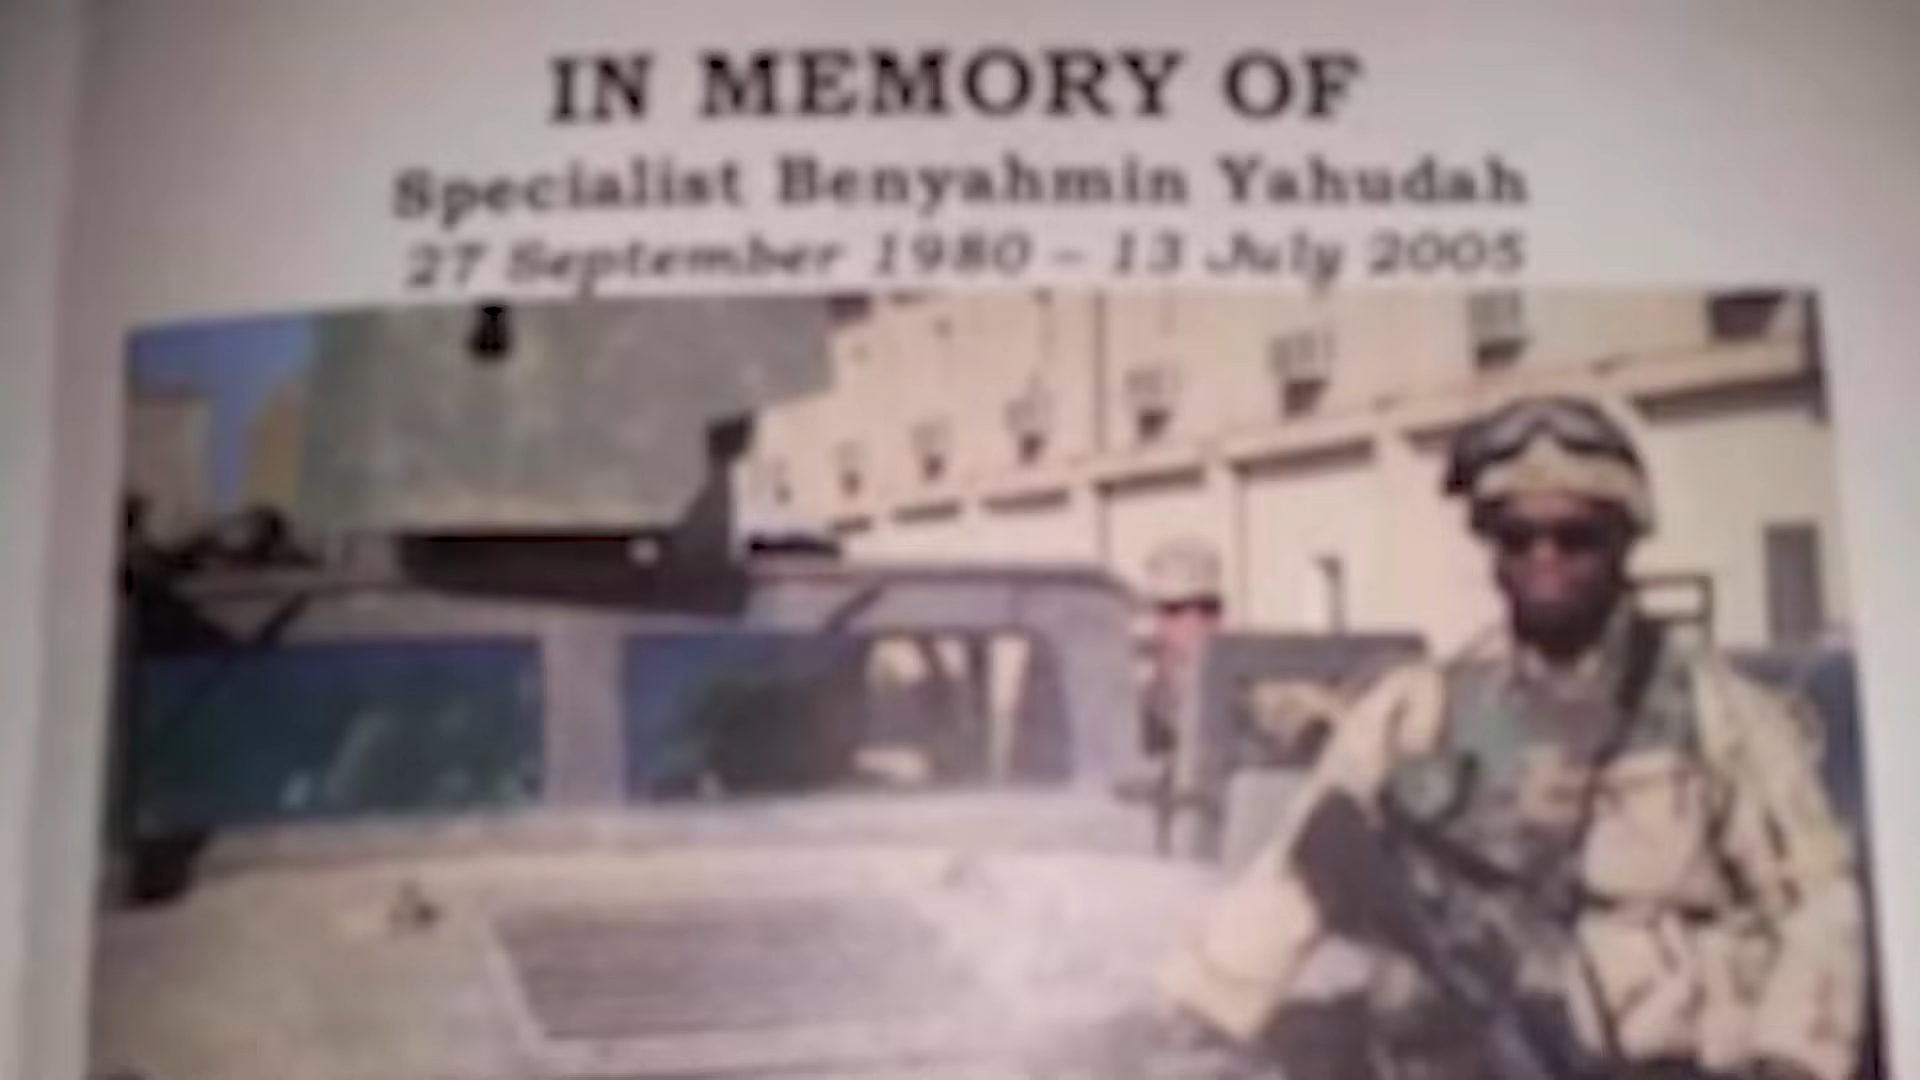 IN MEMORY OF
Specialist Benyahmin Yahudah
27 September 1980 – 13 July 2005